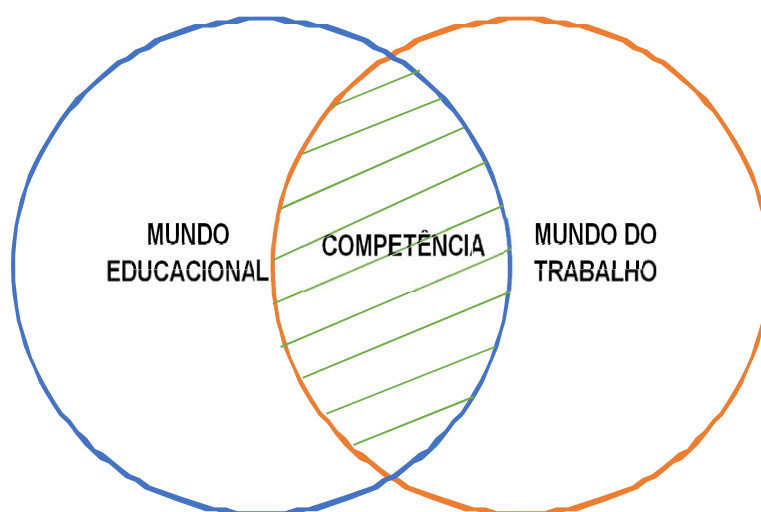 MUNDO
EDUCACIONAL
COMPETÊNCIA
MUNDO DO
TRABALHO